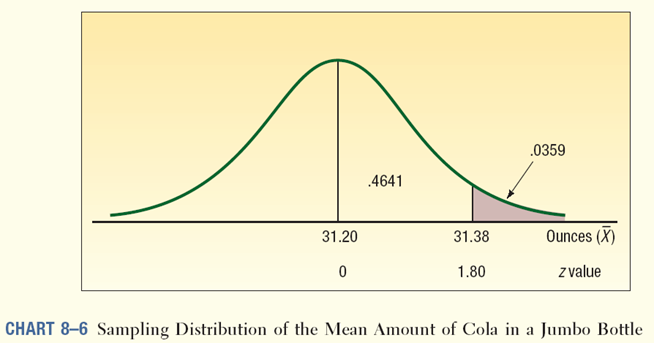 .0359
.4641
31.20 31.38 Ounces (X̅)
0 1.80 z value
CHART 8–6 Sampling Distribution of the Mean Amount of Cola in a Jumbo Bottle